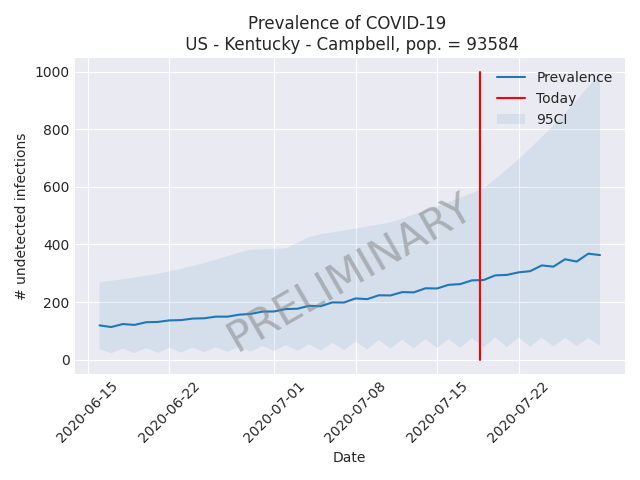 Prevalence of COVID-19
US - Kentucky - Campbell, pop. = 93584
1000
800
600
400
200
0
# undetected infections
Prevalence
Today
95CI
PRELIMINARY
2020-06-15
2020-06-22
2020-07-01
2020-07-08
2020-07-15
2020-07-22
Date